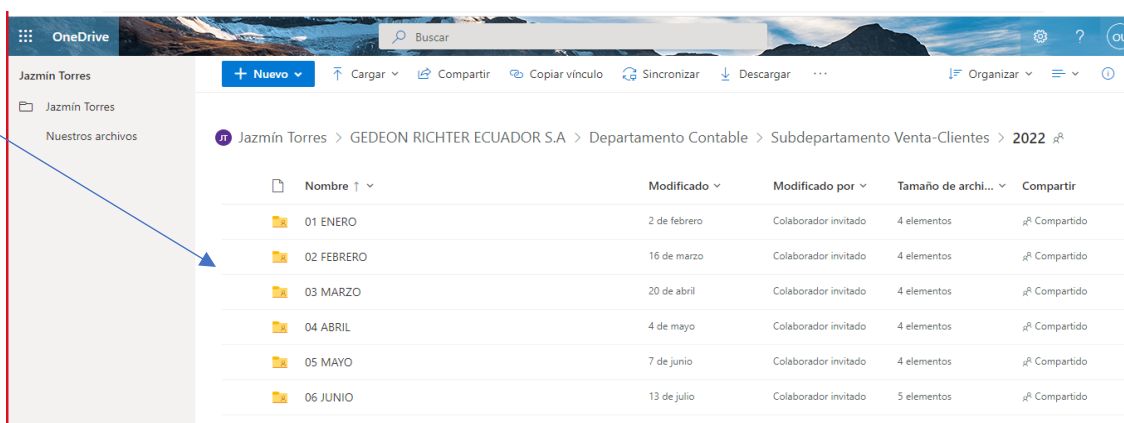 OneDrive Buscar ? OU
Jazmín Torres + Nuevo Cargar Compartir Copiar vínculo Sincronizar Descargar ... Organizar
Jazmín Torres
Nuestros archivos
JT Jazmín Torres > GEDEON RICHTER ECUADOR S.A > Departamento Contable > Subdepartamento Venta-Clientes > 2022
Nombre ↑ Modificado Modificado por Tamaño de archi... Compartir
01 ENERO 2 de febrero Colaborador invitado 4 elementos Compartido
02 FEBRERO 16 de marzo Colaborador invitado 4 elementos Compartido
03 MARZO 20 de abril Colaborador invitado 4 elementos Compartido
04 ABRIL 4 de mayo Colaborador invitado 4 elementos Compartido
05 MAYO 7 de junio Colaborador invitado 4 elementos Compartido
06 JUNIO 13 de julio Colaborador invitado 5 elementos Compartido